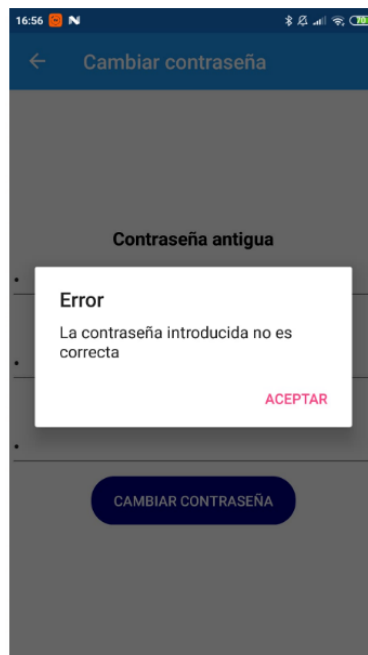 16:56
Cambiar contraseña
Contraseña antigua
Error
La contraseña introducida no es
correcta
ACEPTAR
CAMBIAR CONTRASEÑA